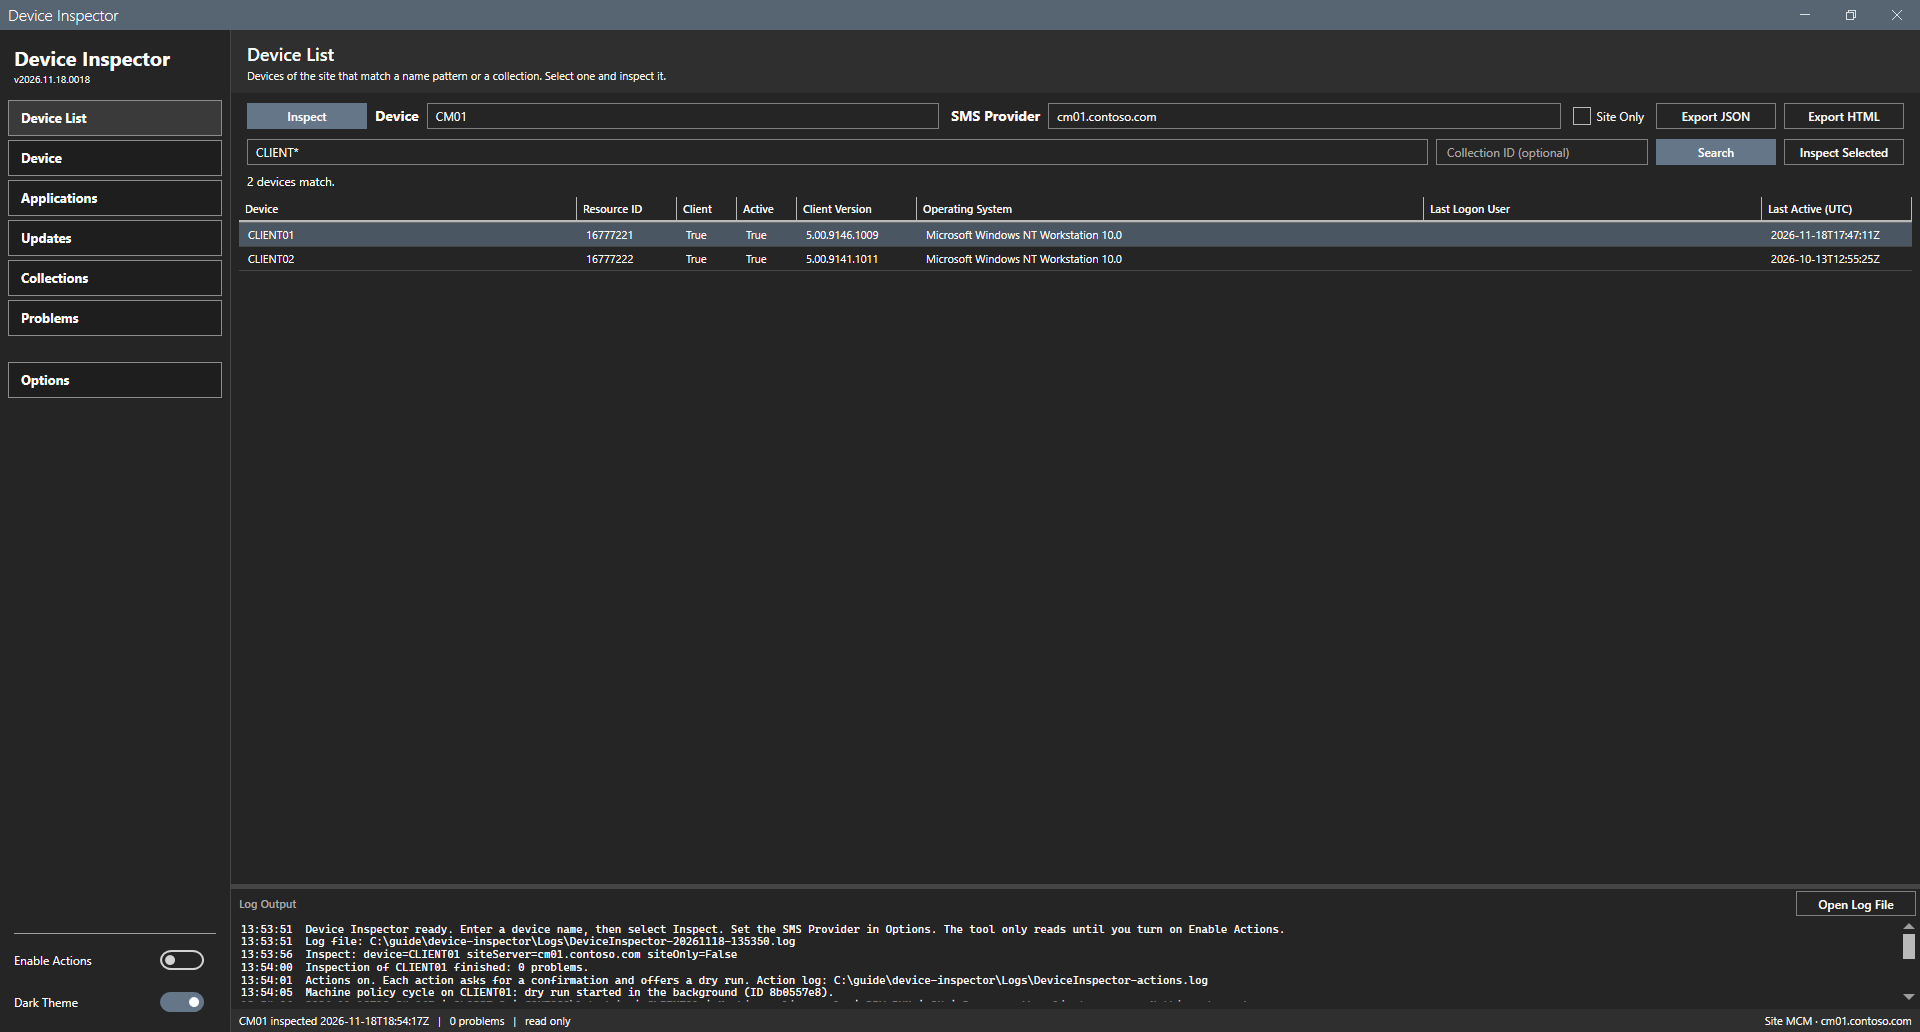 Device Inspector
Device Inspector
v2026.11.18.0018
Device List
Device
Applications
Updates
Collections
Problems
Options
Enable Actions
Dark Theme
Device List
Devices of the site that match a name pattern or a collection. Select one and inspect it.
Inspect Device CM01 SMS Provider cm01.contoso.com Site Only Export JSON Export HTML
CLIENT* Collection ID (optional) Search Inspect Selected
2 devices match.
Device Resource ID Client Active Client Version Operating System Last Logon User Last Active (UTC)
CLIENT01 16777221 True True 5.00.9146.1009 Microsoft Windows NT Workstation 10.0 2026-11-18T17:47:11Z
CLIENT02 16777222 True True 5.00.9141.1011 Microsoft Windows NT Workstation 10.0 2026-10-13T12:55:25Z
Log Output Open Log File
13:53:51 Device Inspector ready. Enter a device name, then select Inspect. Set the SMS Provider in Options. The tool only reads until you turn on Enable Actions.
13:53:51 Log file: C:\guide\device-inspector\Logs\DeviceInspector-20261118-135350.log
13:53:56 Inspect: device=CLIENT01 siteServer=cm01.contoso.com siteOnly=False
13:54:00 Inspection of CLIENT01 finished: 0 problems.
13:54:01 Actions on. Each action asks for a confirmation and offers a dry run. Action log: C:\guide\device-inspector\Logs\DeviceInspector-actions.log
13:54:05 Machine policy cycle on CLIENT01: dry run started in the background (ID 8b0557e8).
CM01 inspected 2026-11-18T18:54:17Z | 0 problems | read only
Site MCM · cm01.contoso.com